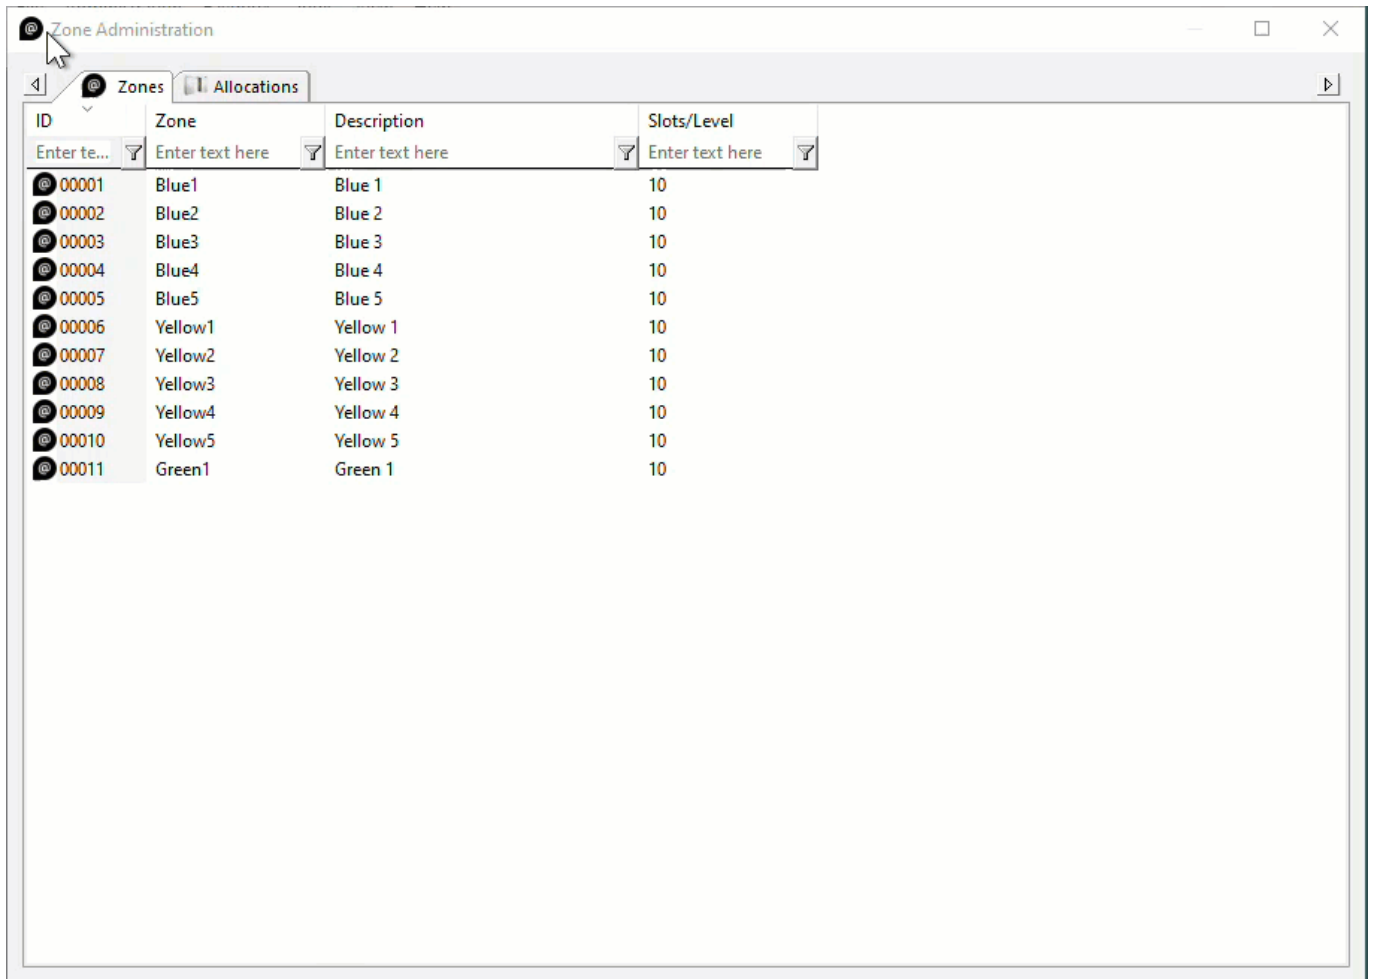 Zone Administration
Zones Allocations
ID Zone Description Slots/Level
Enter te... Enter text here Enter text here Enter text here
@ 00001 Blue1 Blue 1 10
@ 00002 Blue2 Blue 2 10
@ 00003 Blue3 Blue 3 10
@ 00004 Blue4 Blue 4 10
@ 00005 Blue5 Blue 5 10
@ 00006 Yellow1 Yellow 1 10
@ 00007 Yellow2 Yellow 2 10
@ 00008 Yellow3 Yellow 3 10
@ 00009 Yellow4 Yellow 4 10
@ 00010 Yellow5 Yellow 5 10
@ 00011 Green1 Green 1 10